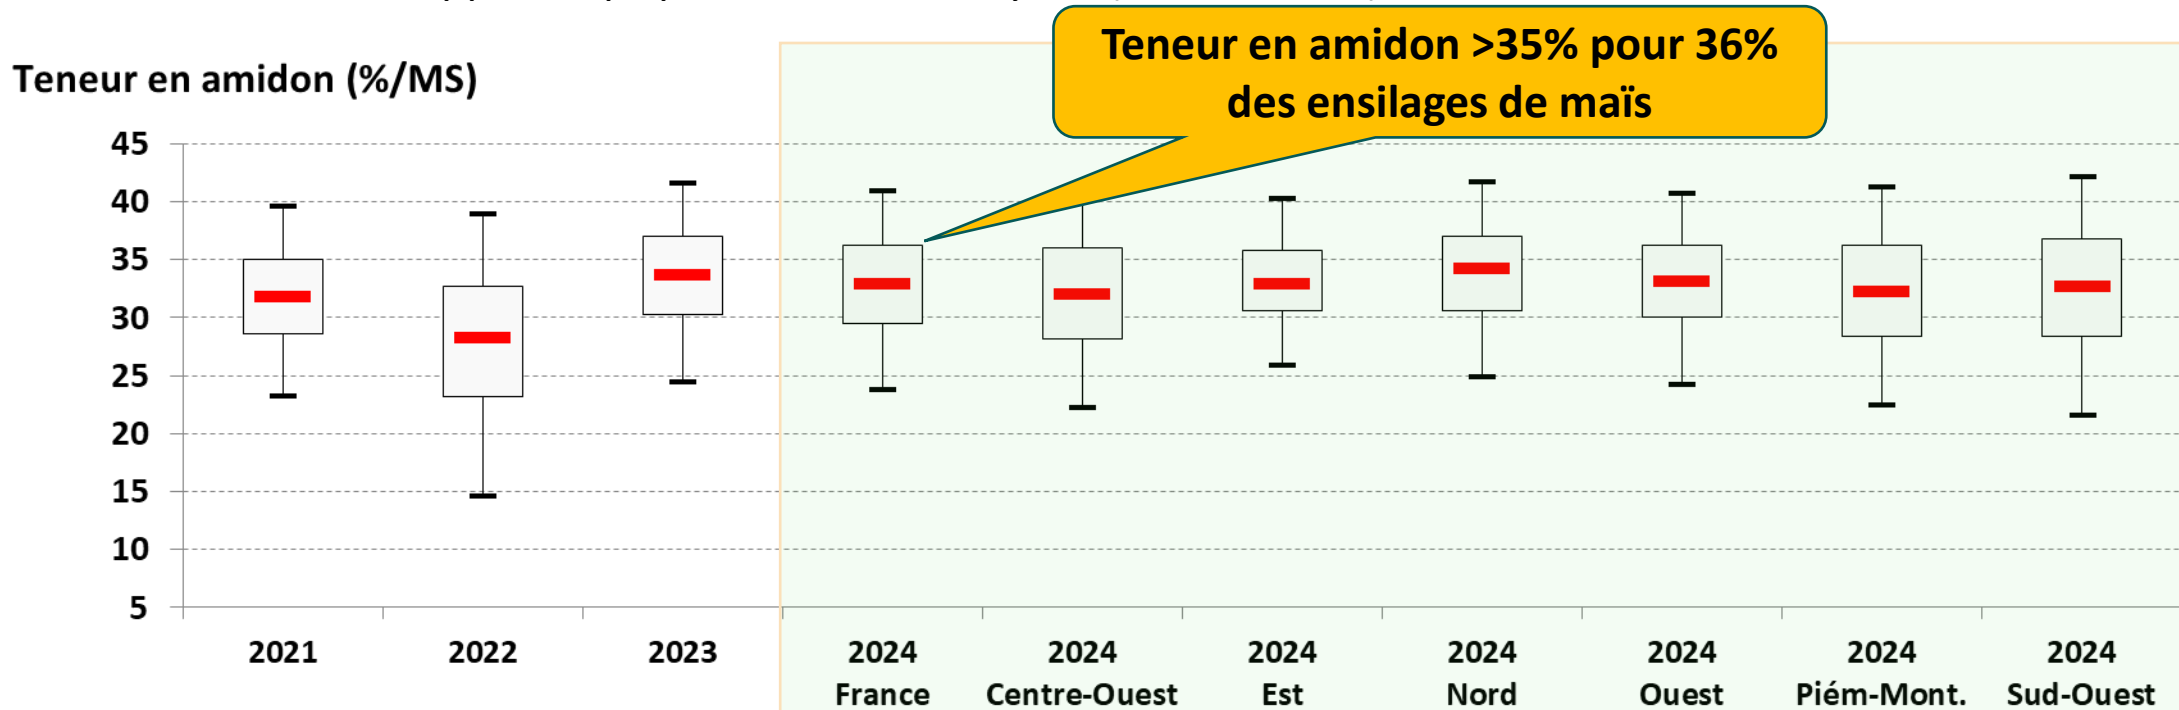 Teneur en amidon >35% pour 36%
des ensilages de maïs
Teneur en amidon (%/MS)
45
40
35
30
25
20
15
10
5
2021
2022
2023
2024
France
2024
Centre-Ouest
2024
Est
2024
Nord
2024
Ouest
2024
Piém-Mont.
2024
Sud-Ouest